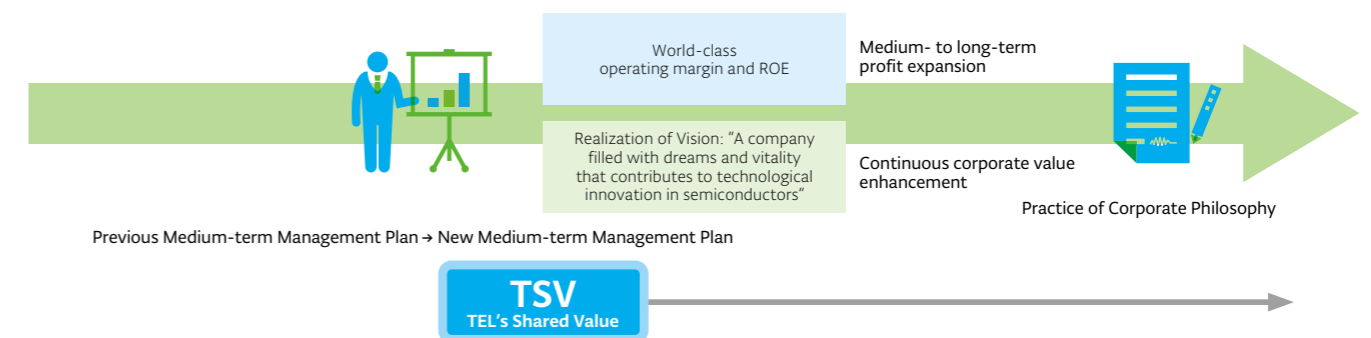 World-class
operating margin and ROE
Medium- to long-term
profit expansion
Realization of Vision: “A company
filled with dreams and vitality
that contributes to technological
innovation in semiconductors”
Continuous corporate value
enhancement
Practice of Corporate Philosophy
Previous Medium-term Management Plan → New Medium-term Management Plan
TSV
TEL’s Shared Value